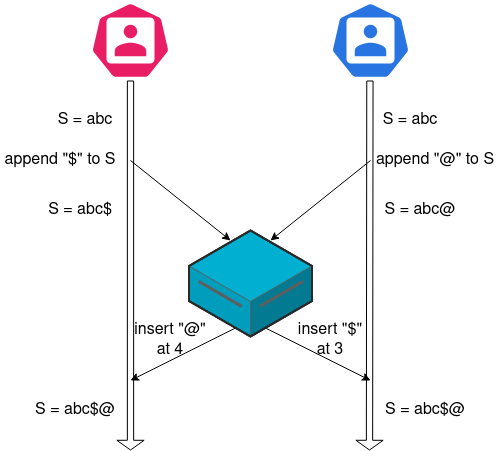 S = abc
S = abc
append "$" to S
append "@" to S
S = abc$
S = abc@
insert "@"
at 4
insert "$"
at 3
S = abc$@
S = abc$@